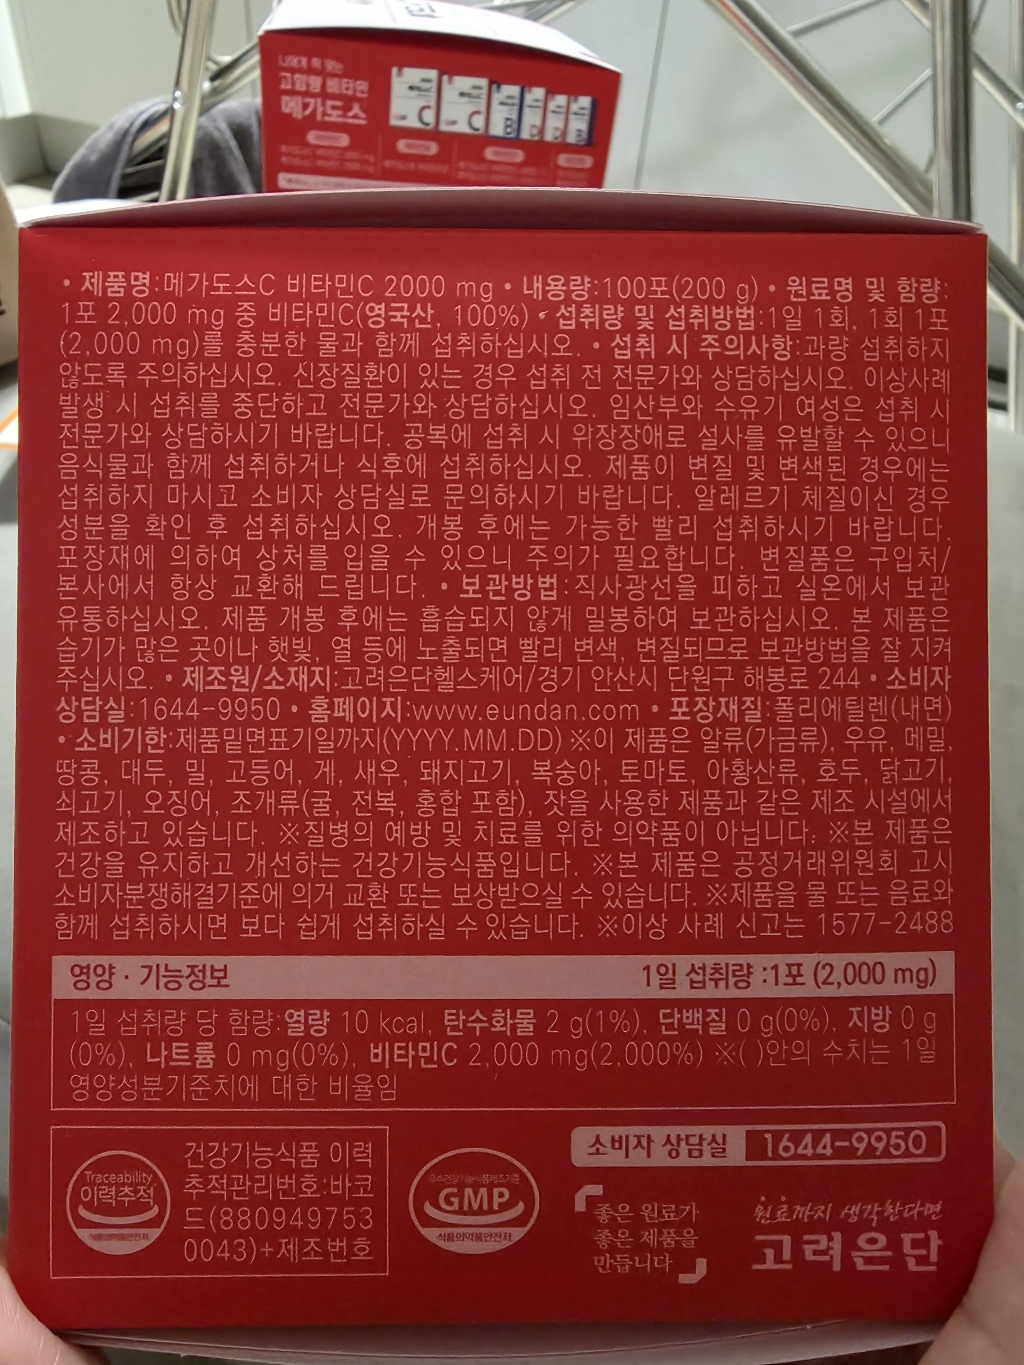 나에게 딱 맞는
고함량 비타민
메가도스
• 제품명:메가도스C 비타민C 2000 mg • 내용량:100포(200 g) • 원료명 및 함량:
1포 2,000 mg 중 비타민C(영국산, 100%) • 섭취량 및 섭취방법:1일 1회, 1회 1포
(2,000 mg)를 충분한 물과 함께 섭취하십시오. • 섭취 시 주의사항:과량 섭취하지
않도록 주의하십시오. 신장질환이 있는 경우 섭취 전 전문가와 상담하십시오. 이상사례
발생 시 섭취를 중단하고 전문가와 상담하십시오. 임산부와 수유기 여성은 섭취 시
전문가와 상담하시기 바랍니다. 공복에 섭취 시 위장장애로 설사를 유발할 수 있으니
음식물과 함께 섭취하거나 식후에 섭취하십시오. 제품이 변질 및 변색된 경우에는
섭취하지 마시고 소비자 상담실로 문의하시기 바랍니다. 알레르기 체질이신 경우
성분을 확인 후 섭취하십시오. 개봉 후에는 가능한 빨리 섭취하시기 바랍니다.
포장재에 의하여 상처를 입을 수 있으니 주의가 필요합니다. 변질품은 구입처/
본사에서 항상 교환해 드립니다. • 보관방법:직사광선을 피하고 실온에서 보관
유통하십시오. 제품 개봉 후에는 흡습되지 않게 밀봉하여 보관하십시오. 본 제품은
습기가 많은 곳이나 햇빛, 열 등에 노출되면 빨리 변색, 변질되므로 보관방법을 잘 지켜
주십시오. • 제조원/소재지:고려은단헬스케어/경기 안산시 단원구 해봉로 244 • 소비자
상담실:1644-9950 • 홈페이지:www.eundan.com • 포장재질:폴리에틸렌(내면)
• 소비기한:제품밑면표기일까지(YYYY.MM.DD) ※이 제품은 알류(가금류), 우유, 메밀,
땅콩, 대두, 밀, 고등어, 게, 새우, 돼지고기, 복숭아, 토마토, 아황산류, 호두, 닭고기,
쇠고기, 오징어, 조개류(굴, 전복, 홍합 포함), 잣을 사용한 제품과 같은 제조 시설에서
제조하고 있습니다. ※질병의 예방 및 치료를 위한 의약품이 아닙니다. ※본 제품은
건강을 유지하고 개선하는 건강기능식품입니다. ※본 제품은 공정거래위원회 고시
소비자분쟁해결기준에 의거 교환 또는 보상받으실 수 있습니다. ※제품을 물 또는 음료와
함께 섭취하시면 보다 쉽게 섭취하실 수 있습니다. ※이상 사례 신고는 1577-2488
영양 · 기능정보 1일 섭취량 :1포 (2,000 mg)
1일 섭취량 당 함량:열량 10 kcal, 탄수화물 2 g(1%), 단백질 0 g(0%), 지방 0 g
(0%), 나트륨 0 mg(0%), 비타민C 2,000 mg(2,000%) ※( )안의 수치는 1일
영양성분기준치에 대한 비율임
Traceability
이력추적
식품의약품안전처
건강기능식품 이력
추적관리번호:바코
드(880949753
0043)+제조번호
우수건강기능식품제조기준
GMP
식품의약품안전처
소비자 상담실 1644-9950
좋은 원료가
좋은 제품을
만듭니다
원료까지 생각한다면
고려은단